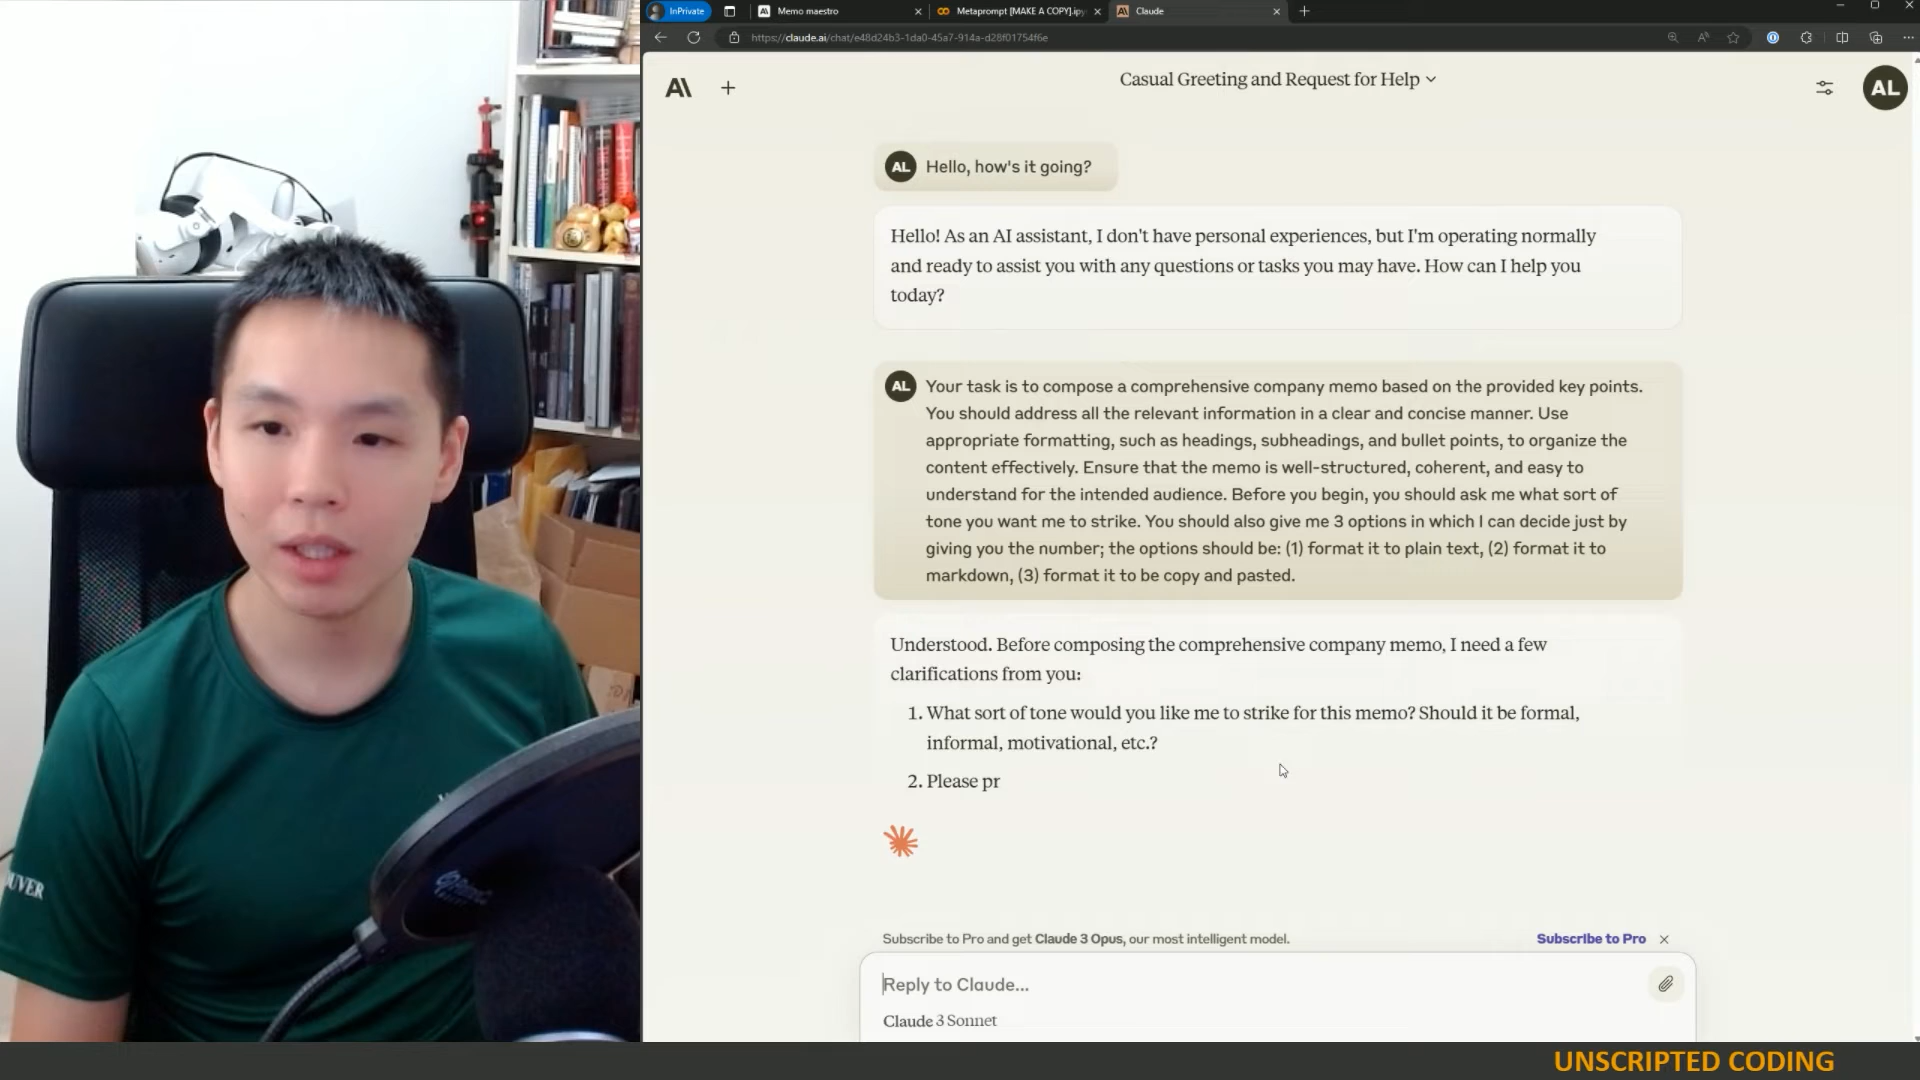 InPrivate
Memo maestro
Metaprompt [MAKE A COPY].ipy
Claude
https://claude.ai/chat/e48d24b3-1da0-45a7-914a-d28f01754f6e
Casual Greeting and Request for Help
AL
AL
Hello, how's it going?
Hello! As an AI assistant, I don't have personal experiences, but I'm operating normally
and ready to assist you with any questions or tasks you may have. How can I help you
today?
AL
Your task is to compose a comprehensive company memo based on the provided key points.
You should address all the relevant information in a clear and concise manner. Use
appropriate formatting, such as headings, subheadings, and bullet points, to organize the
content effectively. Ensure that the memo is well-structured, coherent, and easy to
understand for the intended audience. Before you begin, you should ask me what sort of
tone you want me to strike. You should also give me 3 options in which I can decide just by
giving you the number; the options should be: (1) format it to plain text, (2) format it to
markdown, (3) format it to be copy and pasted.
Understood. Before composing the comprehensive company memo, I need a few
clarifications from you:
1. What sort of tone would you like me to strike for this memo? Should it be formal,
informal, motivational, etc.?
2. Please pr
Subscribe to Pro and get Claude 3 Opus, our most intelligent model.
Subscribe to Pro
Reply to Claude...
Claude 3 Sonnet
UVER
UNSCRIPTED CODING